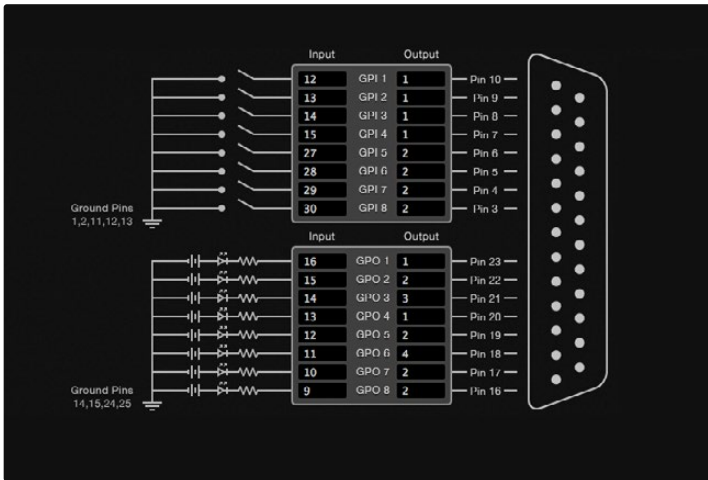 Input Output
12 GPI 1 1 Pin 10
13 GPI 2 1 Pin 9
14 GPI 3 1 Pin 8
15 GPI 4 1 Pin 7
27 GPI 5 2 Pin 6
28 GPI 6 2 Pin 5
29 GPI 7 2 Pin 4
30 GPI 8 2 Pin 3
Ground Pins
1,2,11,12,13
Input Output
16 GPO 1 1 Pin 23
15 GPO 2 2 Pin 22
14 GPO 3 3 Pin 21
13 GPO 4 1 Pin 20
12 GPO 5 2 Pin 19
11 GPO 6 4 Pin 18
10 GPO 7 2 Pin 17
9 GPO 8 2 Pin 16
Ground Pins
14,15,24,25